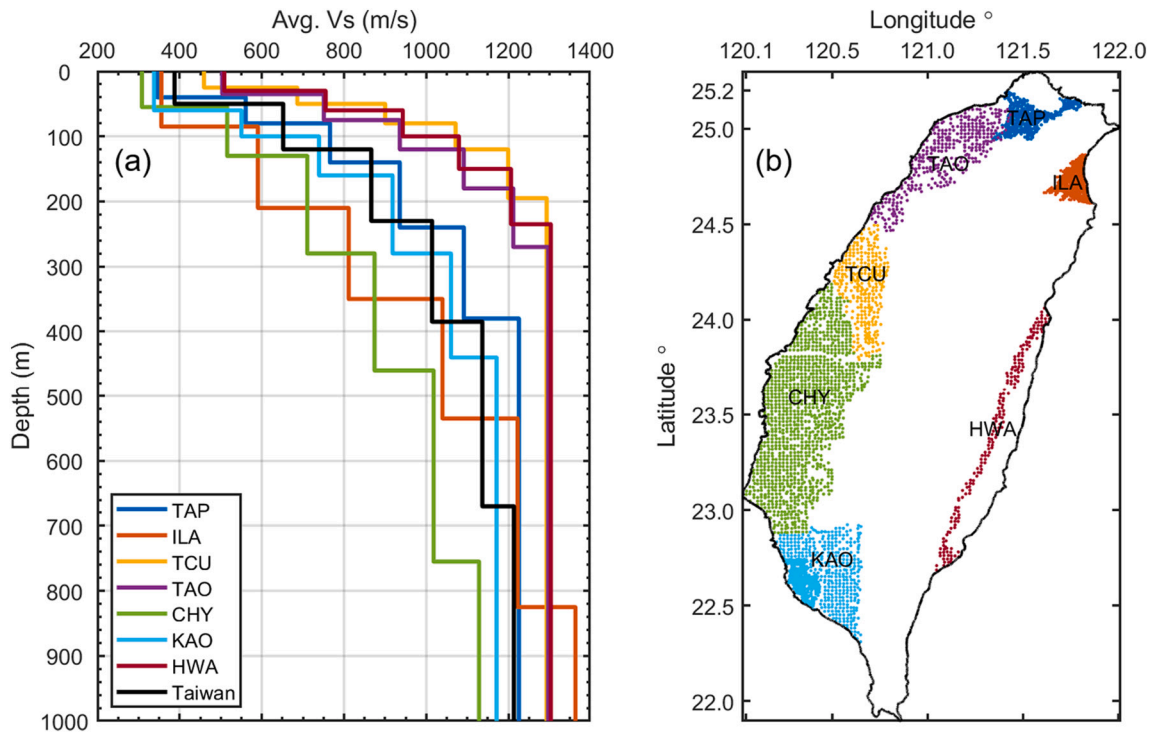 Avg. Vs (m/s)
200 400 600 800 1000 1200 1400
0
100
200
300
400
500
600
700
800
900
1000
Depth (m)
(a)
TAP
ILA
TCU
TAO
CHY
KAO
HWA
Taiwan
Longitude °
120.1 120.5 121.0 121.5 122.0
25.2
25.0
24.5
24.0
23.5
23.0
22.5
22.0
Latitude °
(b)
TAP
TAO
ILA
TCU
CHY
HWA
KAO